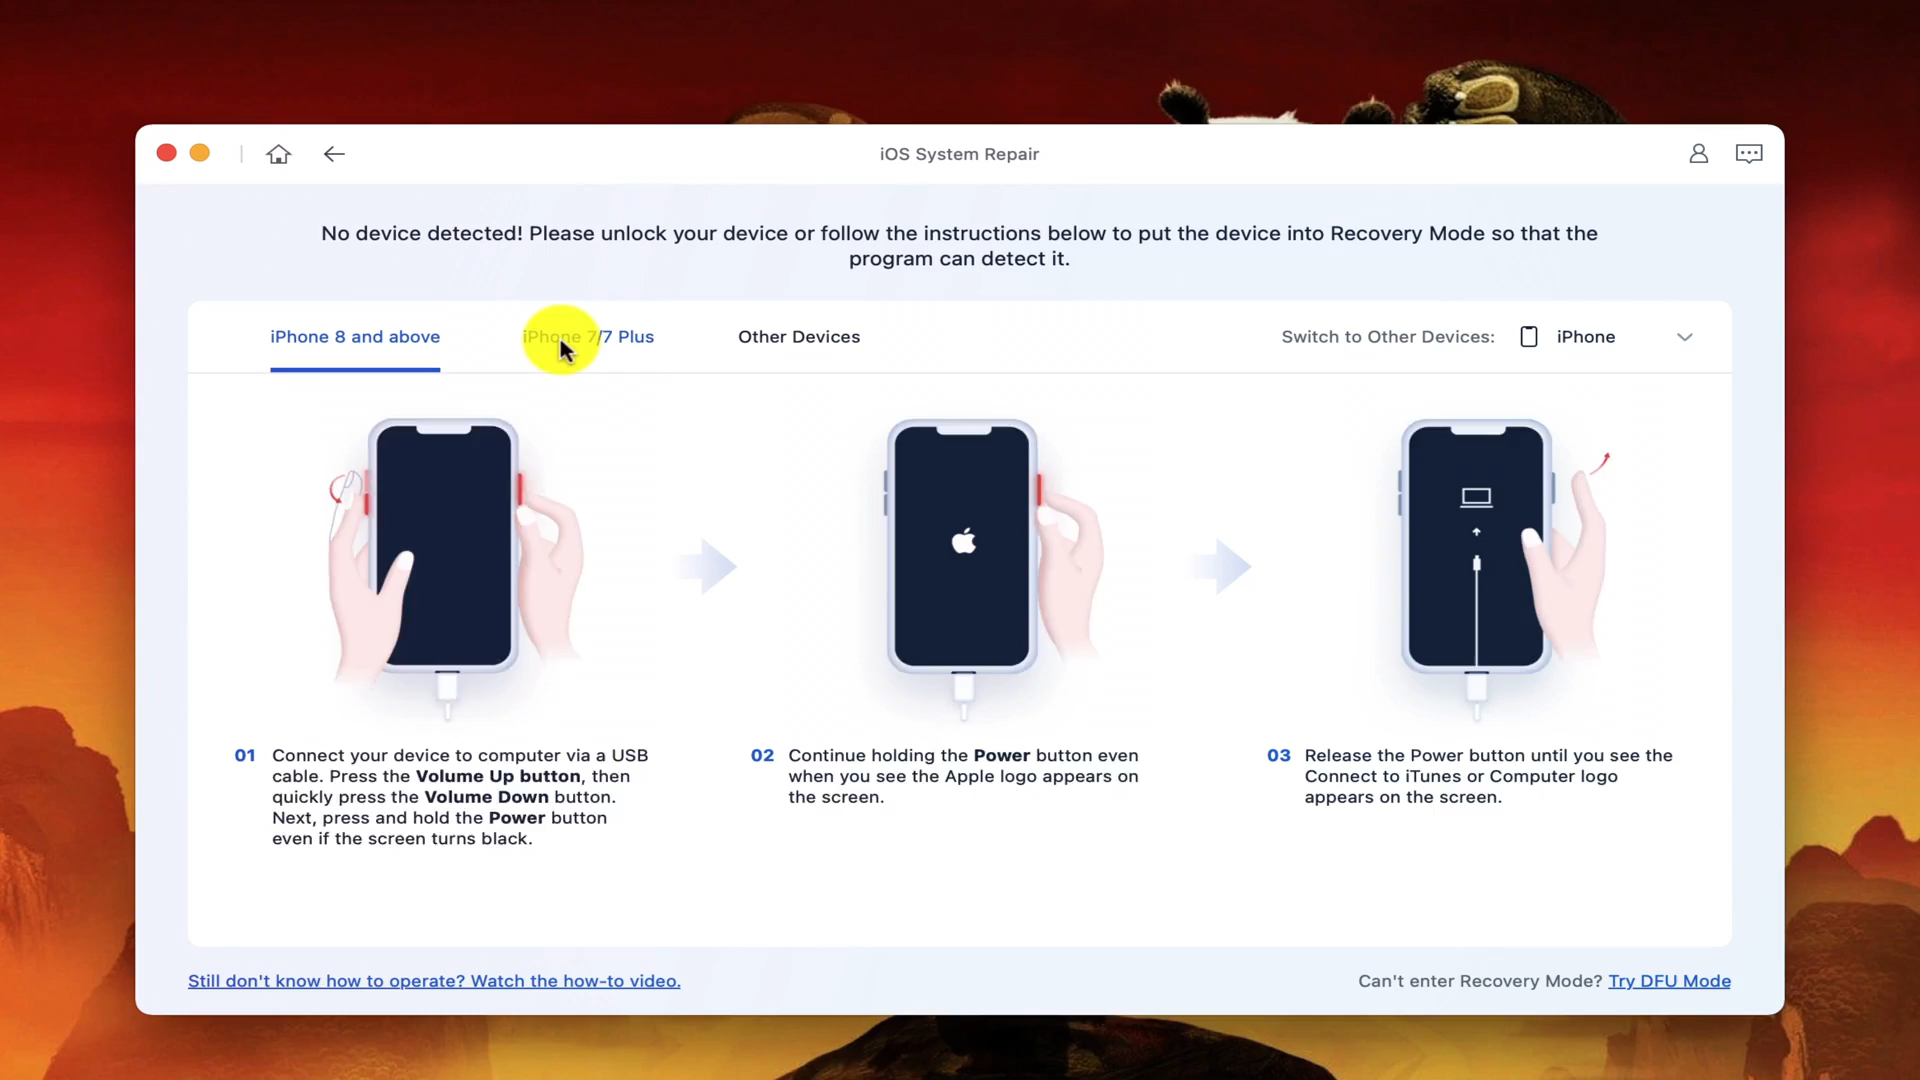 iOS System Repair
No device detected! Please unlock your device or follow the instructions below to put the device into Recovery Mode so that the
program can detect it.
iPhone 8 and above
iPhone 7/7 Plus
Other Devices
Switch to Other Devices:
iPhone
01
Connect your device to computer via a USB
cable. Press the Volume Up button, then
quickly press the Volume Down button.
Next, press and hold the Power button
even if the screen turns black.
02
Continue holding the Power button even
when you see the Apple logo appears on
the screen.
03
Release the Power button until you see the
Connect to iTunes or Computer logo
appears on the screen.
Still don't know how to operate? Watch the how-to video.
Can't enter Recovery Mode? Try DFU Mode